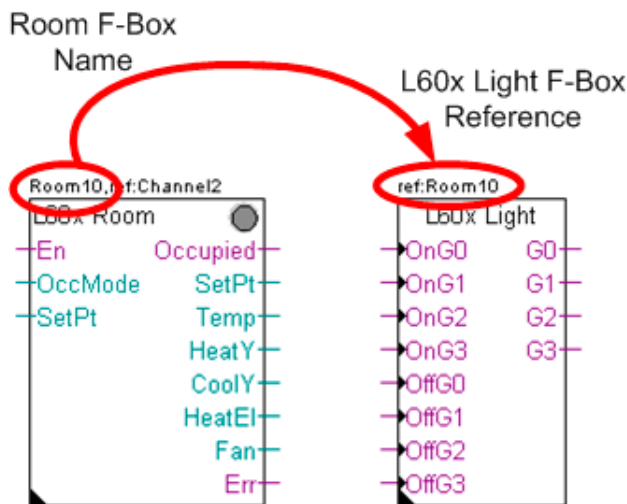 Room F-Box
Name
L60x Light F-Box
Reference
Room10,ref:Channel2
L60x Room
En
OccMode
SetPt
Occupied
SetPt
Temp
HeatY
CoolY
HeatEl
Fan
Err
ref:Room10
L60x Light
OnG0
OnG1
OnG2
OnG3
OffG0
OffG1
OffG2
OffG3
G0
G1
G2
G3